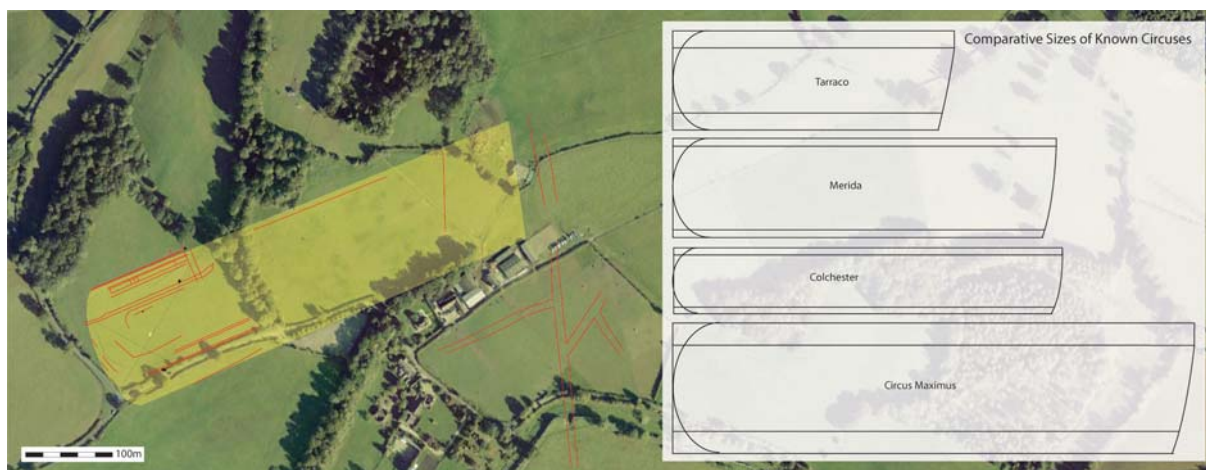 Comparative Sizes of Known Circuses
Tarraco
Merida
Colchester
Circus Maximus
100m